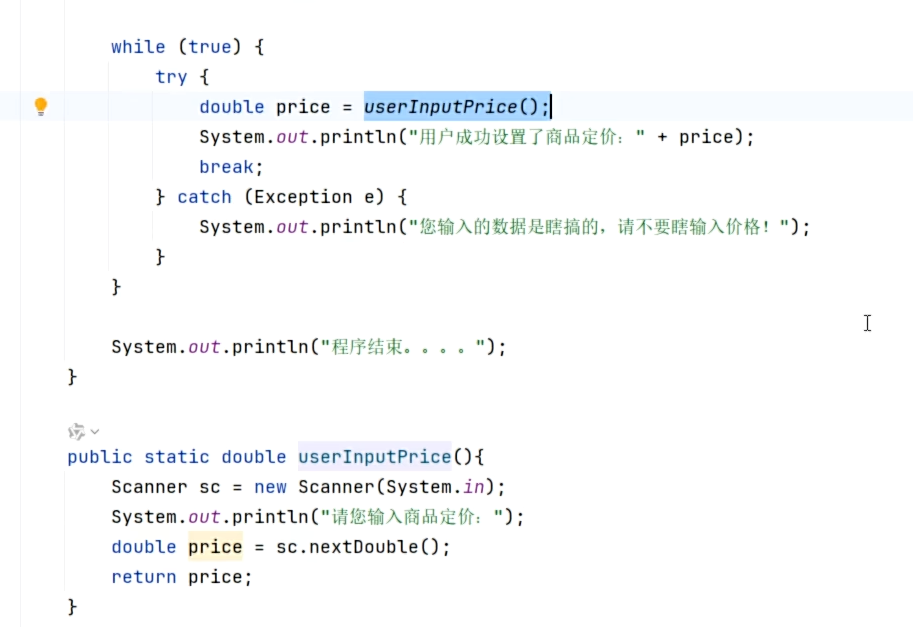 while (true) {
try {
double price = userInputPrice();
System.out.println("用户成功设置了商品定价：" + price);
break;
} catch (Exception e) {
System.out.println("您输入的数据是瞎搞的，请不要瞎输入价格！");
}
}
System.out.println("程序结束。。。。");
}
public static double userInputPrice(){
Scanner sc = new Scanner(System.in);
System.out.println("请您输入商品定价：");
double price = sc.nextDouble();
return price;
}